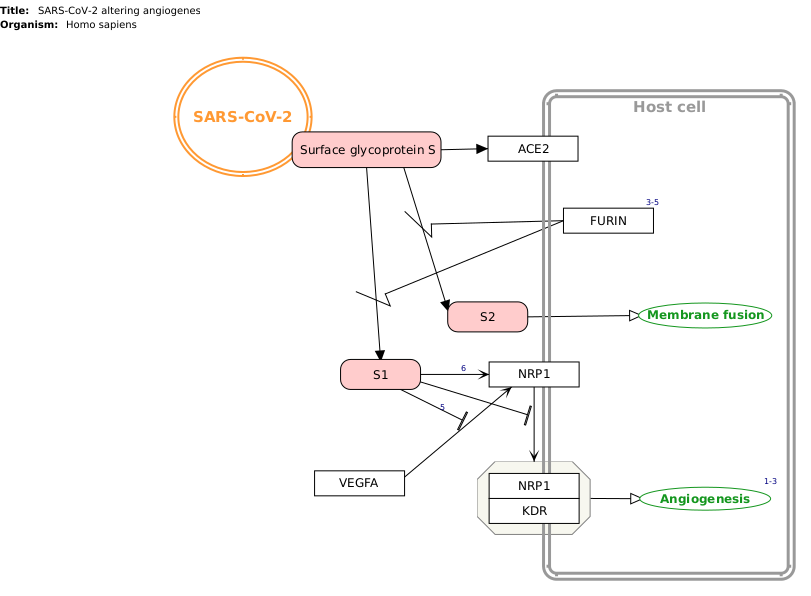 Title: SARS-CoV-2 altering angiogenes
Organism: Homo sapiens
Host cell
SARS-CoV-2
Surface glycoprotein S
ACE2
3-5
FURIN
S2
Membrane fusion
6
S1
NRP1
5
VEGFA
NRP1
KDR
1-3
Angiogenesis